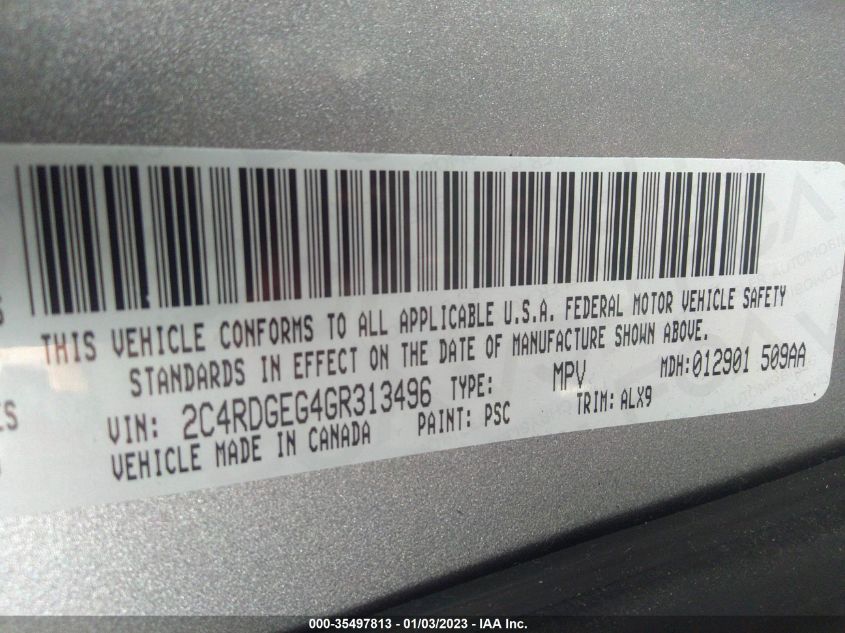 THIS VEHICLE CONFORMS TO ALL APPLICABLE U.S.A. FEDERAL MOTOR VEHICLE SAFETY
STANDARDS IN EFFECT ON THE DATE OF MANUFACTURE SHOWN ABOVE.
VIN: 2C4RDGEG4GR313496 TYPE: MPV MDH:012901 509AA
VEHICLE MADE IN CANADA PAINT: PSC TRIM: ALX9
000-35497813 - 01/03/2023 - IAA Inc.